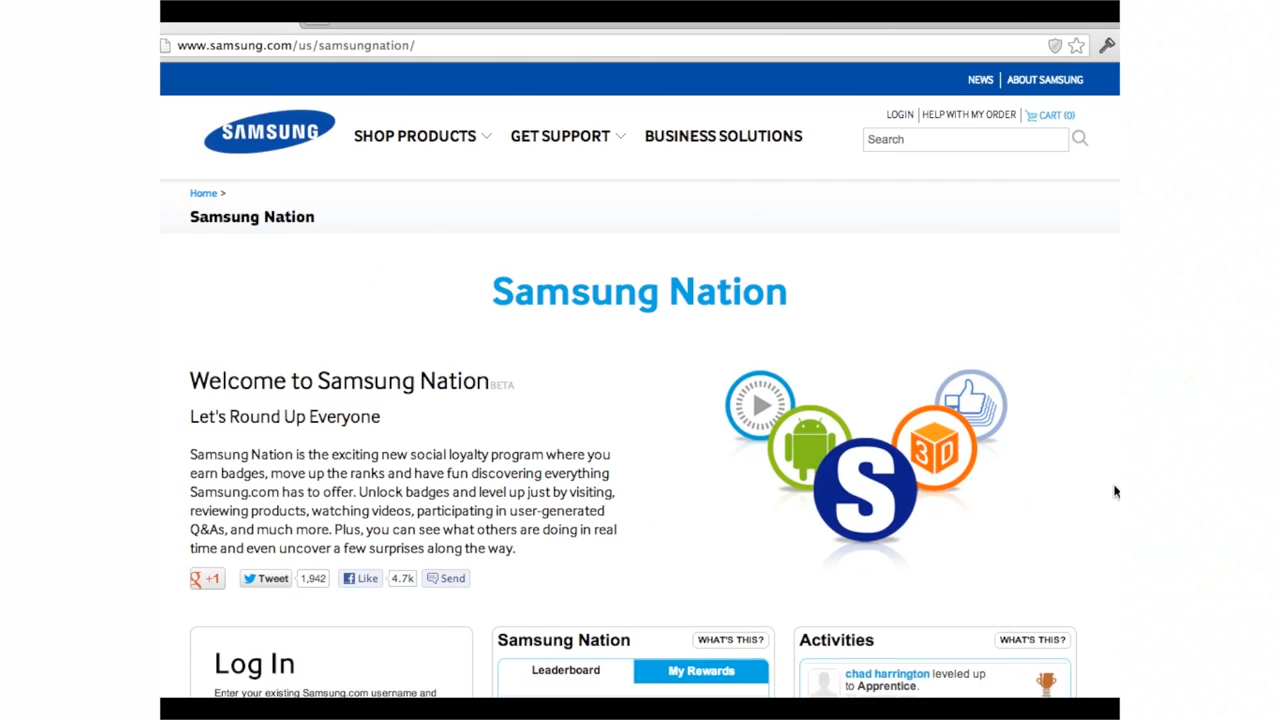 www.samsung.com/us/samsungnation/
NEWS ABOUT SAMSUNG
LOGIN HELP WITH MY ORDER CART (0)
SAMSUNG SHOP PRODUCTS GET SUPPORT BUSINESS SOLUTIONS
Search
Home >
Samsung Nation
Samsung Nation
Welcome to Samsung Nation BETA
Let's Round Up Everyone
Samsung Nation is the exciting new social loyalty program where you
earn badges, move up the ranks and have fun discovering everything
Samsung.com has to offer. Unlock badges and level up just by visiting,
reviewing products, watching videos, participating in user-generated
Q&As, and much more. Plus, you can see what others are doing in real
time and even uncover a few surprises along the way.
S
3D
g +1 Tweet 1,942 Like 4.7k Send
Log In
Enter your existing Samsung.com username and
Samsung Nation WHAT'S THIS?
Leaderboard My Rewards
Activities WHAT'S THIS?
chad harrington leveled up
to Apprentice.